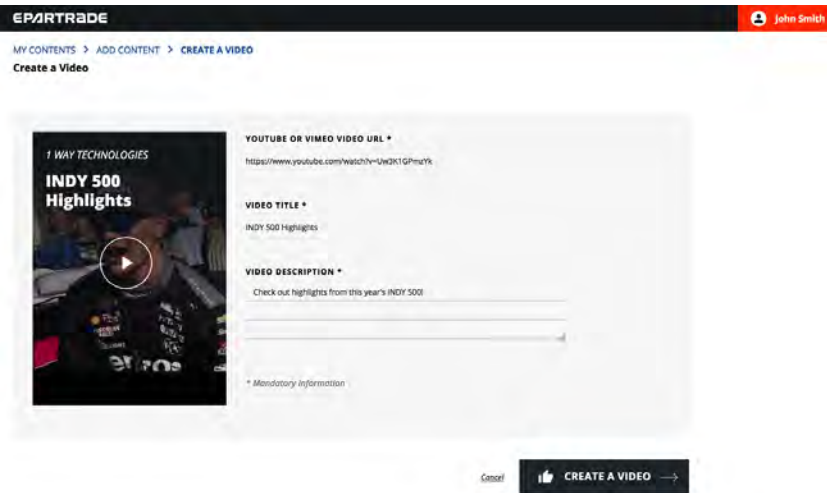 EPARTRADE
John Smith
MY CONTENTS > ADD CONTENT > CREATE A VIDEO
Create a Video
1 WAY TECHNOLOGIES
INDY 500
Highlights
YOUTUBE OR VIMEO VIDEO URL *
https://www.youtube.com/watch?v=Uw3K1GPmzYk
VIDEO TITLE *
INDY 500 Highlights
VIDEO DESCRIPTION *
Check out highlights from this year's INDY 500!
* Mandatory information
Cancel
CREATE A VIDEO